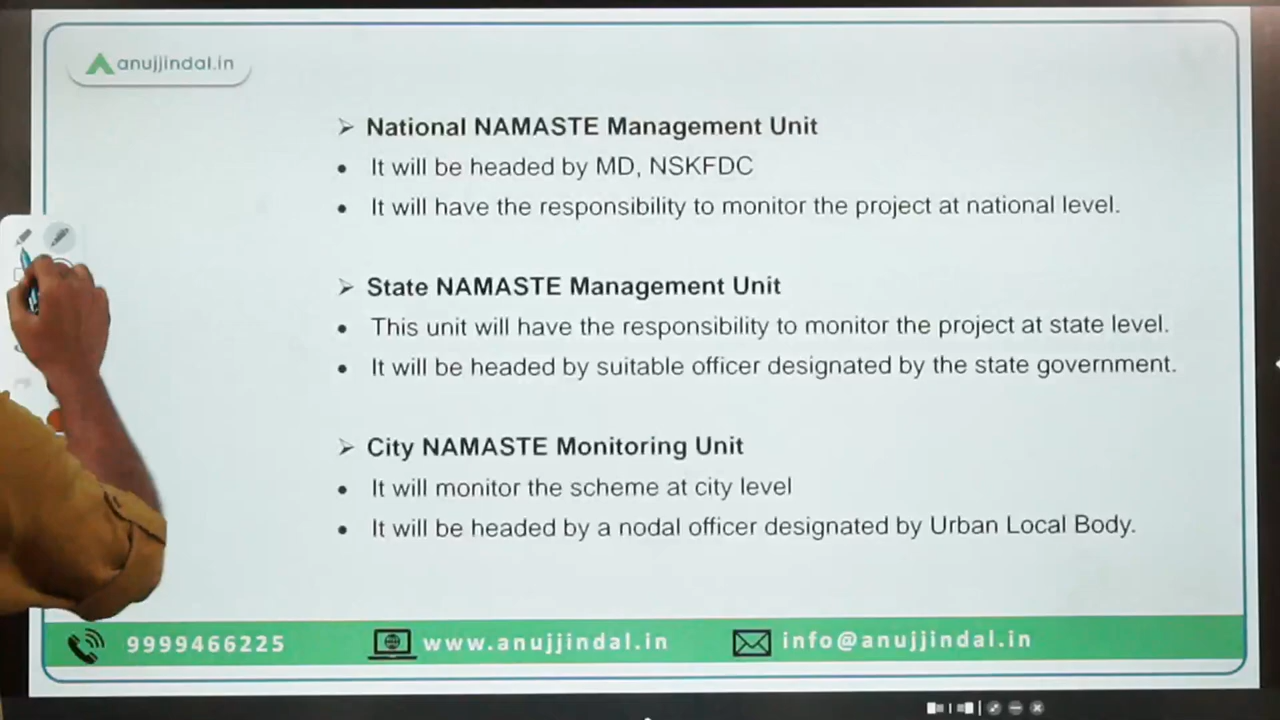 anujjindal.in
➢ National NAMASTE Management Unit
• It will be headed by MD, NSKFDC
• It will have the responsibility to monitor the project at national level.
➢ State NAMASTE Management Unit
• This unit will have the responsibility to monitor the project at state level.
• It will be headed by suitable officer designated by the state government.
➢ City NAMASTE Monitoring Unit
• It will monitor the scheme at city level
• It will be headed by a nodal officer designated by Urban Local Body.
9999466225 www.anujjindal.in info@anujjindal.in